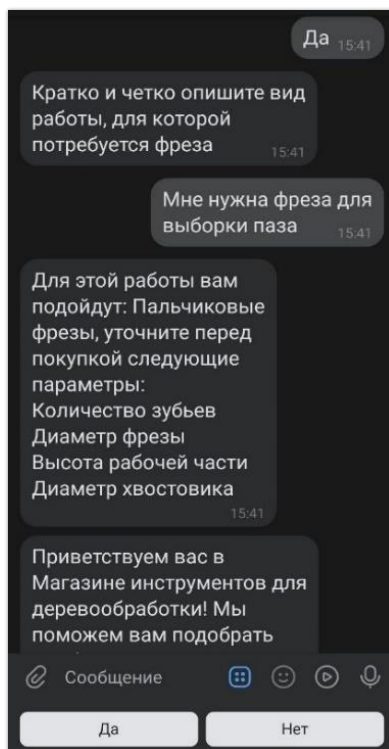 Да 15:41
Кратко и четко опишите вид
работы, для которой
потребуется фреза 15:41
Мне нужна фреза для
выборки паза 15:41
Для этой работы вам
подойдут: Пальчиковые
фрезы, уточните перед
покупкой следующие
параметры:
Количество зубьев
Диаметр фрезы
Высота рабочей части
Диаметр хвостовика
15:41
Приветствуем вас в
Магазине инструментов для
деревообработки! Мы
поможем вам подобрать
Сообщение
Да Нет